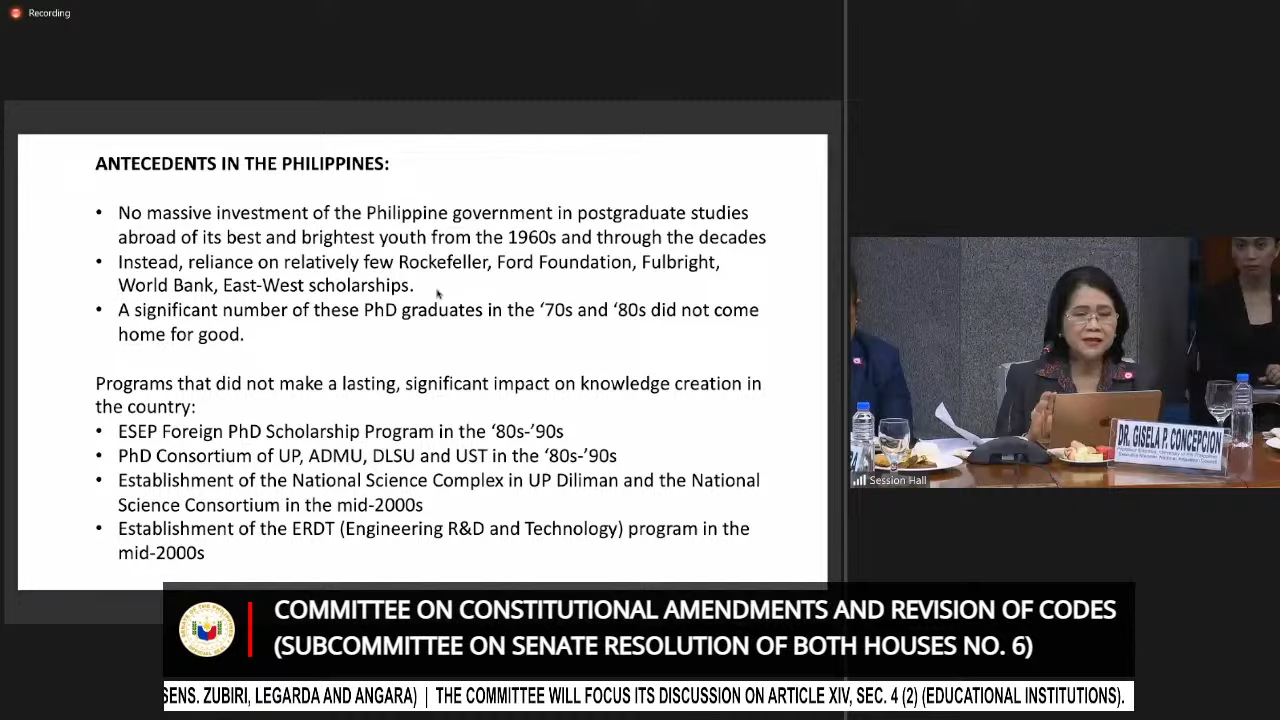 Recording
ANTECEDENTS IN THE PHILIPPINES:
• No massive investment of the Philippine government in postgraduate studies
abroad of its best and brightest youth from the 1960s and through the decades
• Instead, reliance on relatively few Rockefeller, Ford Foundation, Fulbright,
World Bank, East-West scholarships.
• A significant number of these PhD graduates in the ‘70s and ‘80s did not come
home for good.
Programs that did not make a lasting, significant impact on knowledge creation in
the country:
• ESEP Foreign PhD Scholarship Program in the ‘80s-’90s
• PhD Consortium of UP, ADMU, DLSU and UST in the ‘80s-’90s
• Establishment of the National Science Complex in UP Diliman and the National
Science Consortium in the mid-2000s
• Establishment of the ERDT (Engineering R&D and Technology) program in the
mid-2000s
DR. GISELA P. CONCEPCION
Session Hall
COMMITTEE ON CONSTITUTIONAL AMENDMENTS AND REVISION OF CODES
(SUBCOMMITTEE ON SENATE RESOLUTION OF BOTH HOUSES NO. 6)
SENS. ZUBIRI, LEGARDA AND ANGARA) | THE COMMITTEE WILL FOCUS ITS DISCUSSION ON ARTICLE XIV, SEC. 4 (2) (EDUCATIONAL INSTITUTIONS).